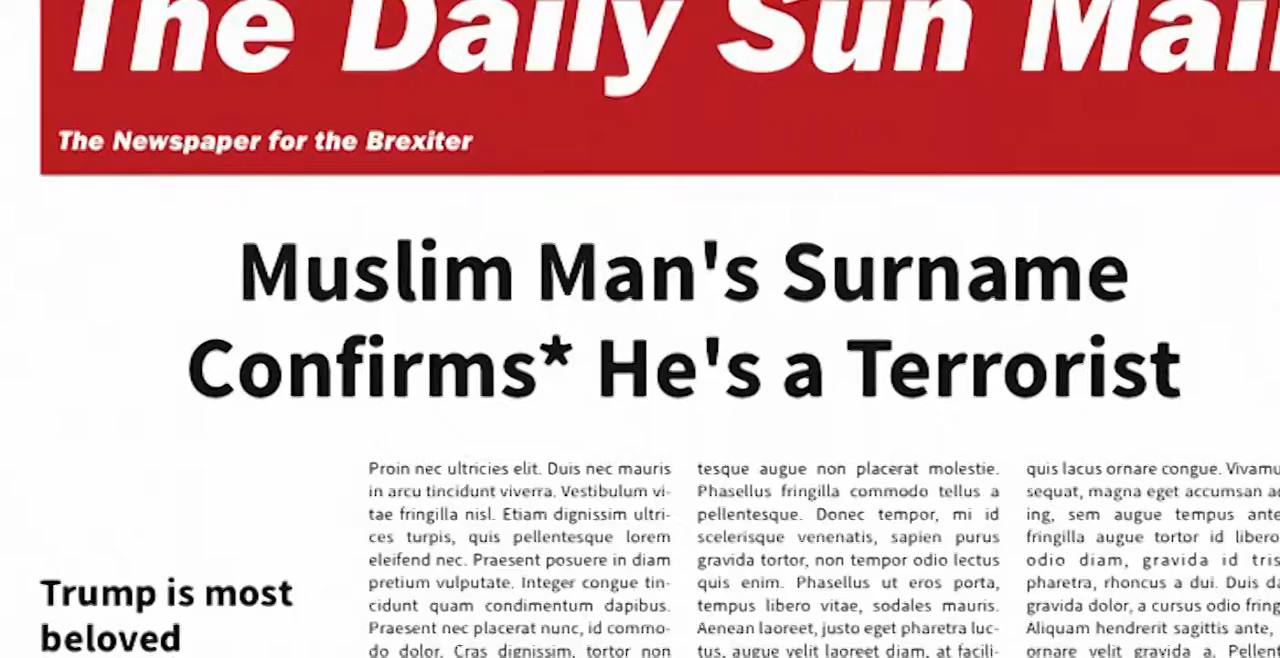 The Daily Sun Mail
The Newspaper for the Brexiter
Muslim Man's Surname
Confirms* He's a Terrorist
Trump is most
beloved
Proin nec ultricies elit. Duis nec mauris
in arcu tincidunt viverra. Vestibulum vi-
tae fringilla nisl. Etiam dignissim ultri-
ces turpis, quis pellentesque lorem
eleifend nec. Praesent posuere in diam
pretium vulputate. Integer congue tin-
cidunt quam condimentum dapibus.
Praesent nec placerat nunc, id commo-
do dolor. Cras dignissim, tortor non
tesque augue non placerat molestie.
Phasellus fringilla commodo tellus a
pellentesque. Donec tempor, mi id
scelerisque venenatis, sapien purus
gravida tortor, non tempor odio lectus
quis enim. Phasellus ut eros porta,
tempus libero vitae, sodales mauris.
Aenean laoreet, justo eget pharetra luc-
tus, augue velit laoreet diam, at facili-
quis lacus ornare congue. Vivamu
sequat, magna eget accumsan a
ing, sem augue tempus ante
fringilla augue tortor id libero
odio diam, gravida id tris
pharetra, rhoncus a dui. Duis da
gravida dolor, a cursus odio fring
Aliquam hendrerit sagittis ante,
ornare velit gravida a. Pellent